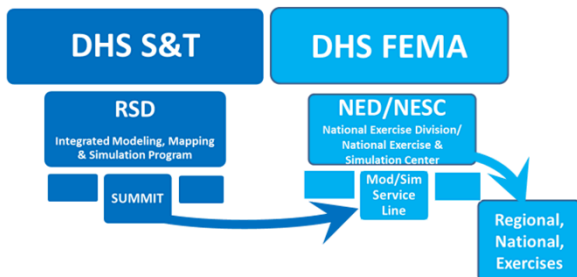 DHS S&T
DHS FEMA
RSD
Integrated Modeling, Mapping
& Simulation Program
NED/NESC
National Exercise Division/
National Exercise &
Simulation Center
SUMMIT
Mod/Sim
Service
Line
Regional,
National,
Exercises